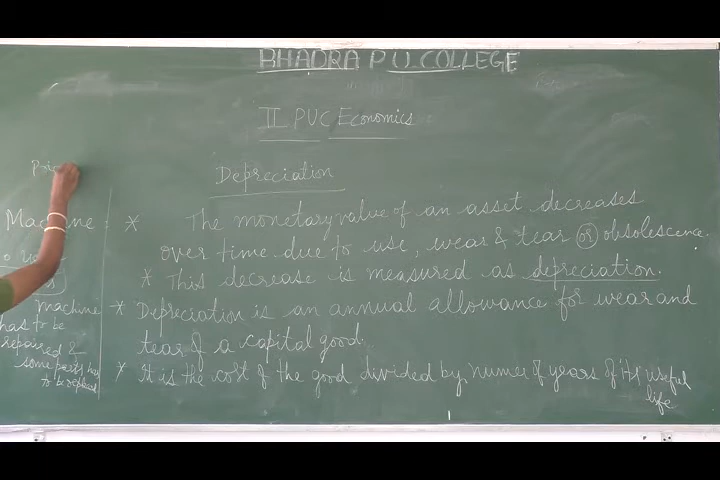 BHADRA P U COLLEGE
II PUC Economics
Depreciation
* The monetary value of an asset decreases
over time due to use, wear & tear or obsolescence.
* This decrease is measured as depreciation.
* Depreciation is an annual allowance for wear and
tear of a capital good.
* It is the cost of the good divided by numer of years of its useful
life
Machine
machine
has to be
repaired &
some parts
to be